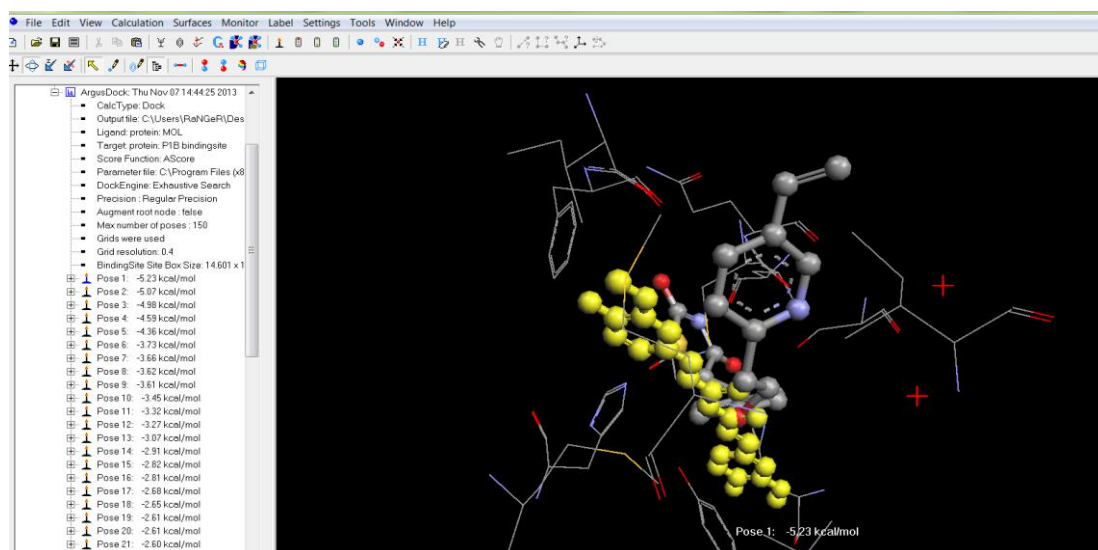 File Edit View Calculation Surfaces Monitor Label Settings Tools Window Help
ArgusDock: Thu Nov 07 14:44:25 2013
CalcType: Dock
Output file: C:\Users\RaNGeR\Des
Ligand: protein: MOL
Target: protein: P1B bindingsite
Score Function: AScore
Parameter file: C:\Program Files (x8
DockEngine: Exhaustive Search
Precision : Regular Precision
Augment root node : false
Max number of poses : 150
Grids were used
Grid resolution: 0.4
BindingSite Site Box Size: 14.601 x 1
Pose 1: -5.23 kcal/mol
Pose 2: -5.07 kcal/mol
Pose 3: -4.98 kcal/mol
Pose 4: -4.59 kcal/mol
Pose 5: -4.36 kcal/mol
Pose 6: -3.73 kcal/mol
Pose 7: -3.66 kcal/mol
Pose 8: -3.62 kcal/mol
Pose 9: -3.61 kcal/mol
Pose 10: -3.45 kcal/mol
Pose 11: -3.32 kcal/mol
Pose 12: -3.27 kcal/mol
Pose 13: -3.07 kcal/mol
Pose 14: -2.91 kcal/mol
Pose 15: -2.82 kcal/mol
Pose 16: -2.81 kcal/mol
Pose 17: -2.68 kcal/mol
Pose 18: -2.65 kcal/mol
Pose 19: -2.61 kcal/mol
Pose 20: -2.61 kcal/mol
Pose 21: -2.60 kcal/mol
Pose 1: -5.23 kcal/mol